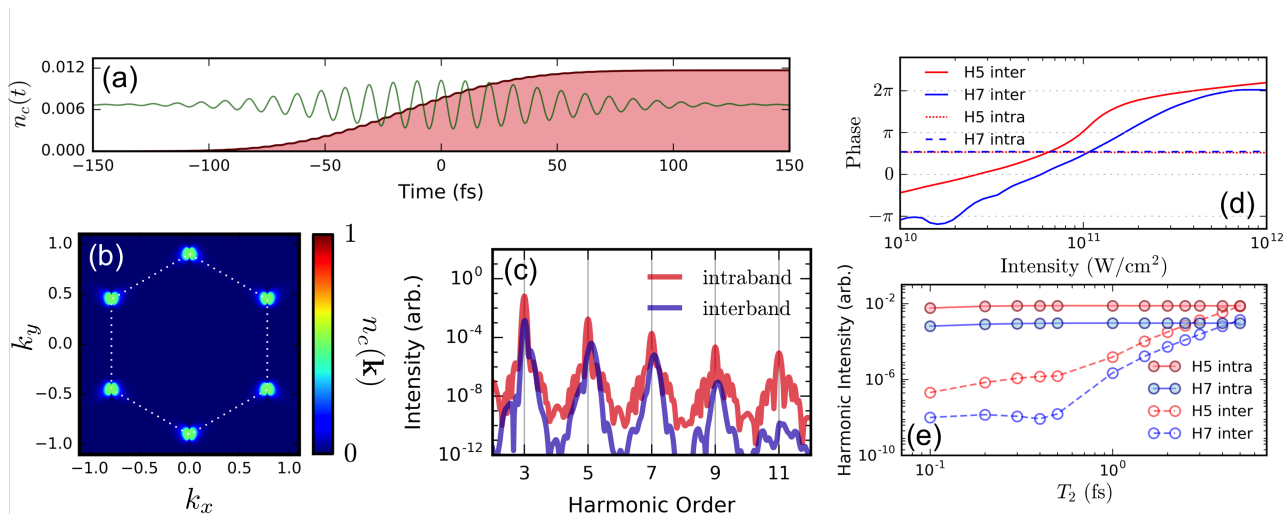 (a)
n_c(t)
0.012
0.006
0.000
−150
−100
−50
0
50
100
150
Time (fs)
(b)
k_y
1.0
0.5
0.0
−0.5
−1.0
−1.0
0.0
1.0
k_x
1
0
n_c(k)
(c)
Intensity (arb.)
10^0
10^-4
10^-8
10^-12
intraband
interband
3
5
7
9
11
Harmonic Order
(d)
Phase
2π
π
0
−π
H5 inter
H7 inter
H5 intra
H7 intra
10^10
10^11
10^12
Intensity (W/cm^2)
(e)
Harmonic Intensity (arb.)
10^-2
10^-6
10^-10
H5 intra
H7 intra
H5 inter
H7 inter
10^-1
10^0
T_2 (fs)